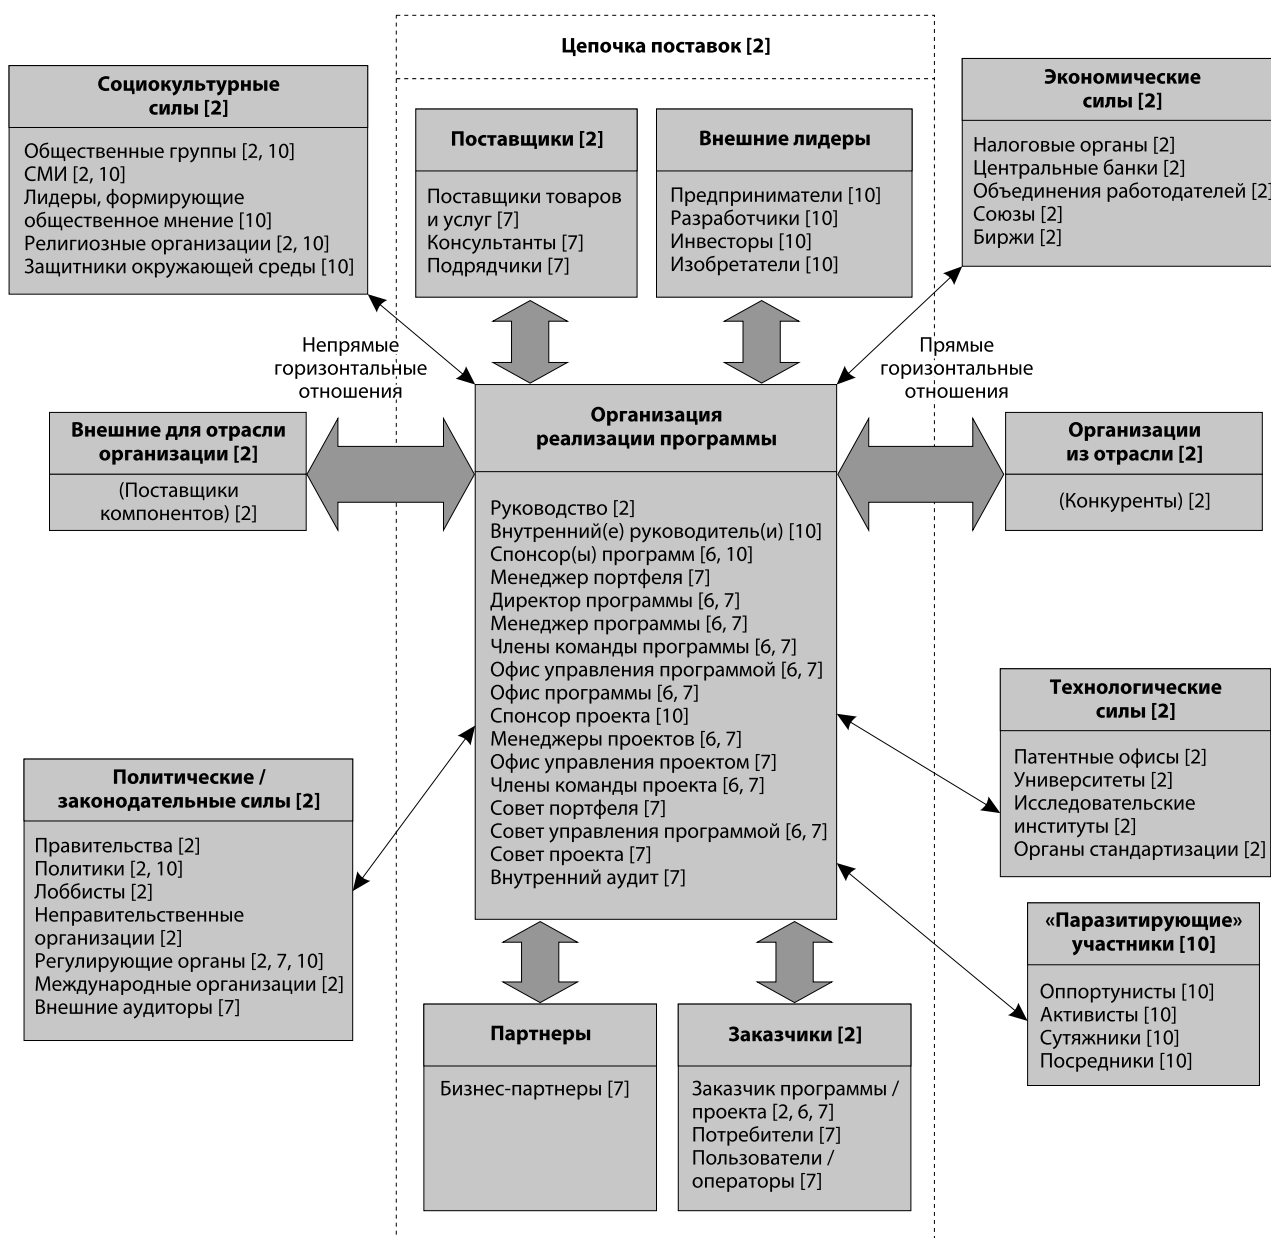 Цепочка поставок [2]
Социокультурные
силы [2]
Общественные группы [2, 10]
СМИ [2, 10]
Лидеры, формирующие
общественное мнение [10]
Религиозные организации [2, 10]
Защитники окружающей среды [10]
Поставщики [2]
Поставщики товаров
и услуг [7]
Консультанты [7]
Подрядчики [7]
Внешние лидеры
Предприниматели [10]
Разработчики [10]
Инвесторы [10]
Изобретатели [10]
Экономические
силы [2]
Налоговые органы [2]
Центральные банки [2]
Объединения работодателей [2]
Союзы [2]
Биржи [2]
Непрямые
горизонтальные
отношения
Прямые
горизонтальные
отношения
Внешние для отрасли
организации [2]
(Поставщики
компонентов) [2]
Организация
реализации программы
Руководство [2]
Внутренний(е) руководитель(и) [10]
Спонсор(ы) программ [6, 10]
Менеджер портфеля [7]
Директор программы [6, 7]
Менеджер программы [6, 7]
Члены команды программы [6, 7]
Офис управления программой [6, 7]
Офис программы [6, 7]
Спонсор проекта [10]
Менеджеры проектов [6, 7]
Офис управления проектом [7]
Члены команды проекта [6, 7]
Совет портфеля [7]
Совет управления программой [6, 7]
Совет проекта [7]
Внутренний аудит [7]
Организации
из отрасли [2]
(Конкуренты) [2]
Политические /
законодательные силы [2]
Правительства [2]
Политики [2, 10]
Лоббисты [2]
Неправительственные
организации [2]
Регулирующие органы [2, 7, 10]
Международные организации [2]
Внешние аудиторы [7]
Технологические
силы [2]
Патентные офисы [2]
Университеты [2]
Исследовательские
институты [2]
Органы стандартизации [2]
«Паразитирующие»
участники [10]
Оппортунисты [10]
Активисты [10]
Сутяжники [10]
Посредники [10]
Партнеры
Бизнес-партнеры [7]
Заказчики [2]
Заказчик программы /
проекта [2, 6, 7]
Потребители [7]
Пользователи /
операторы [7]